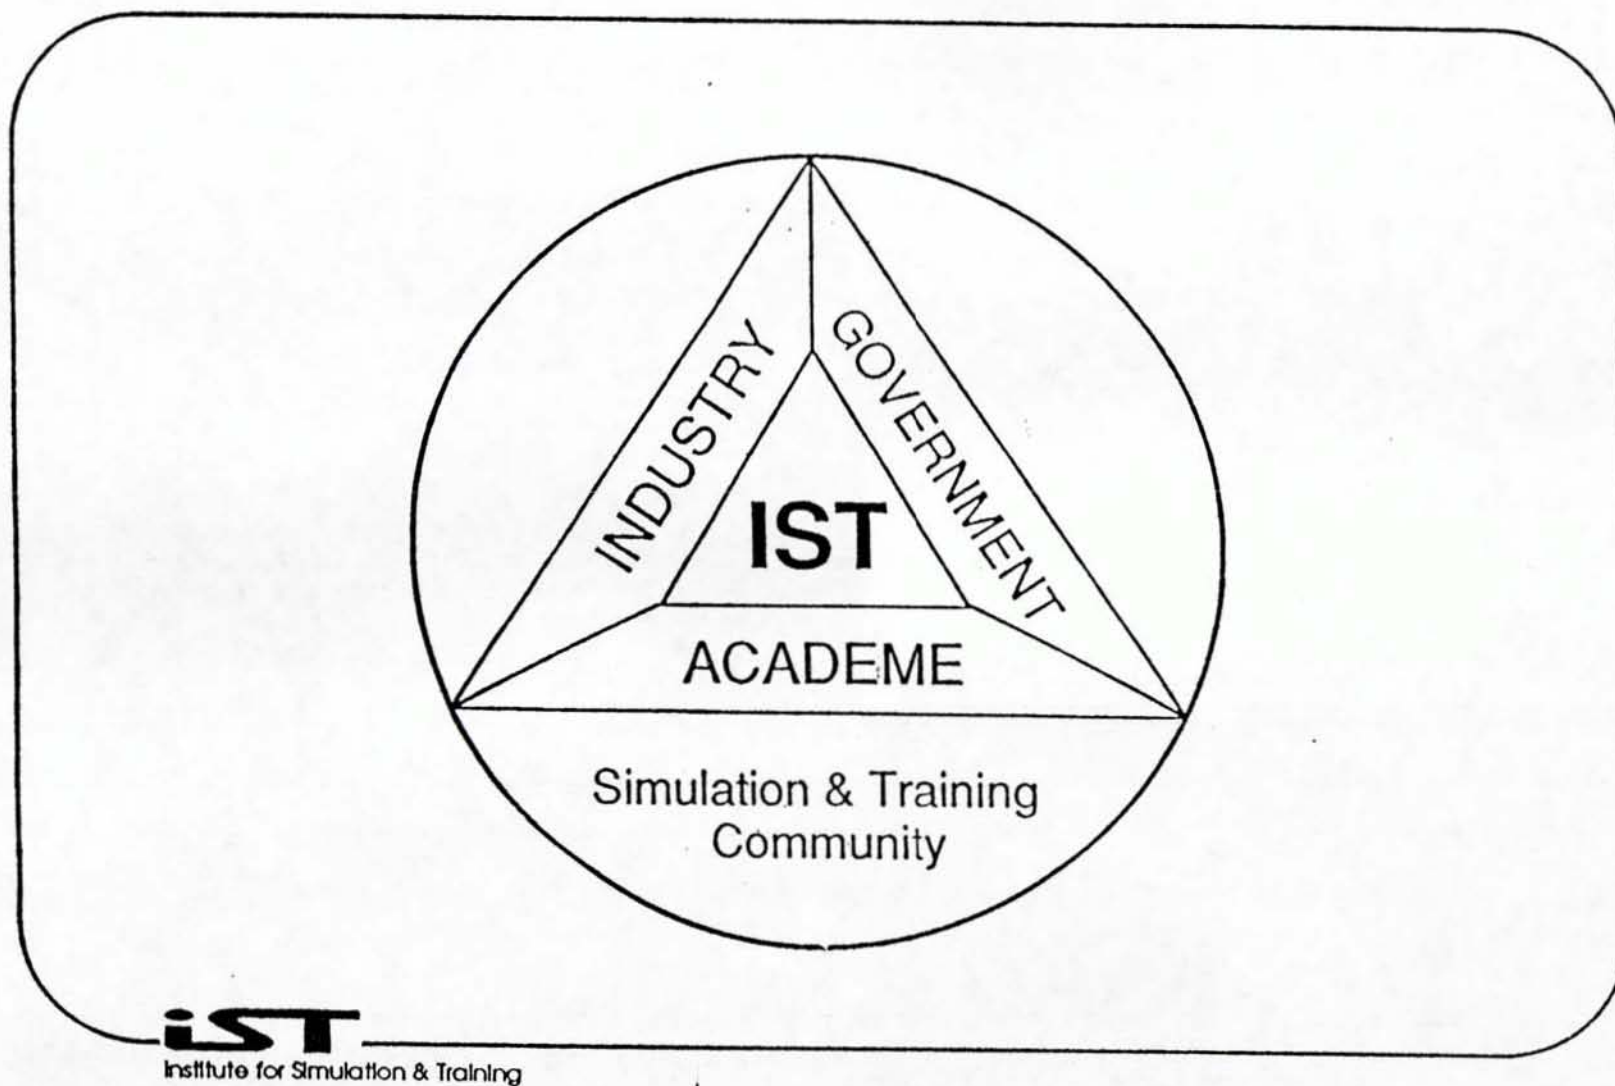 INDUSTRY
GOVERNMENT
IST
ACADEME
Simulation & Training
Community
iST
Institute for Simulation & Training